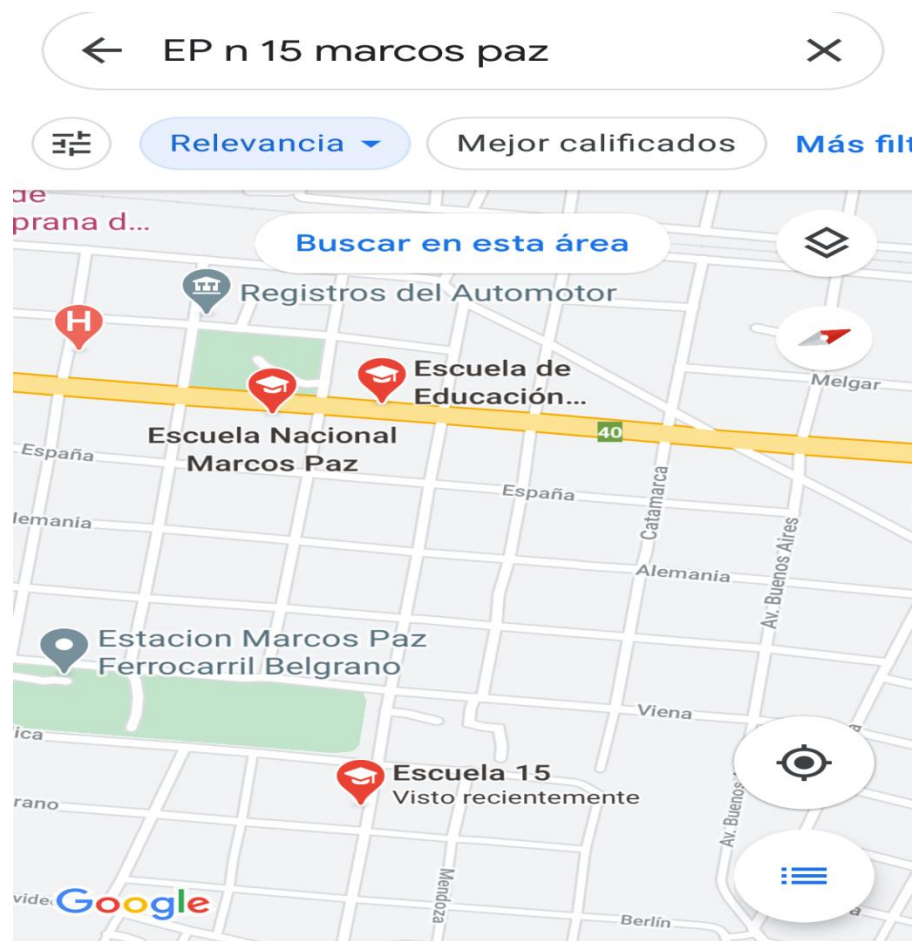 EP n 15 marcos paz
Relevancia
Mejor calificados
Más filt
de
prana d...
Buscar en esta área
Registros del Automotor
H
Escuela de
Educación...
Melgar
Escuela Nacional
Marcos Paz
40
España
España
Catamarca
lemania
Av. Buenos Aires
Alemania
Estacion Marcos Paz
Ferrocarril Belgrano
Viena
ica
Escuela 15
Visto recientemente
rano
Av. Buenos
Mendoza
vide
Google
Berlín